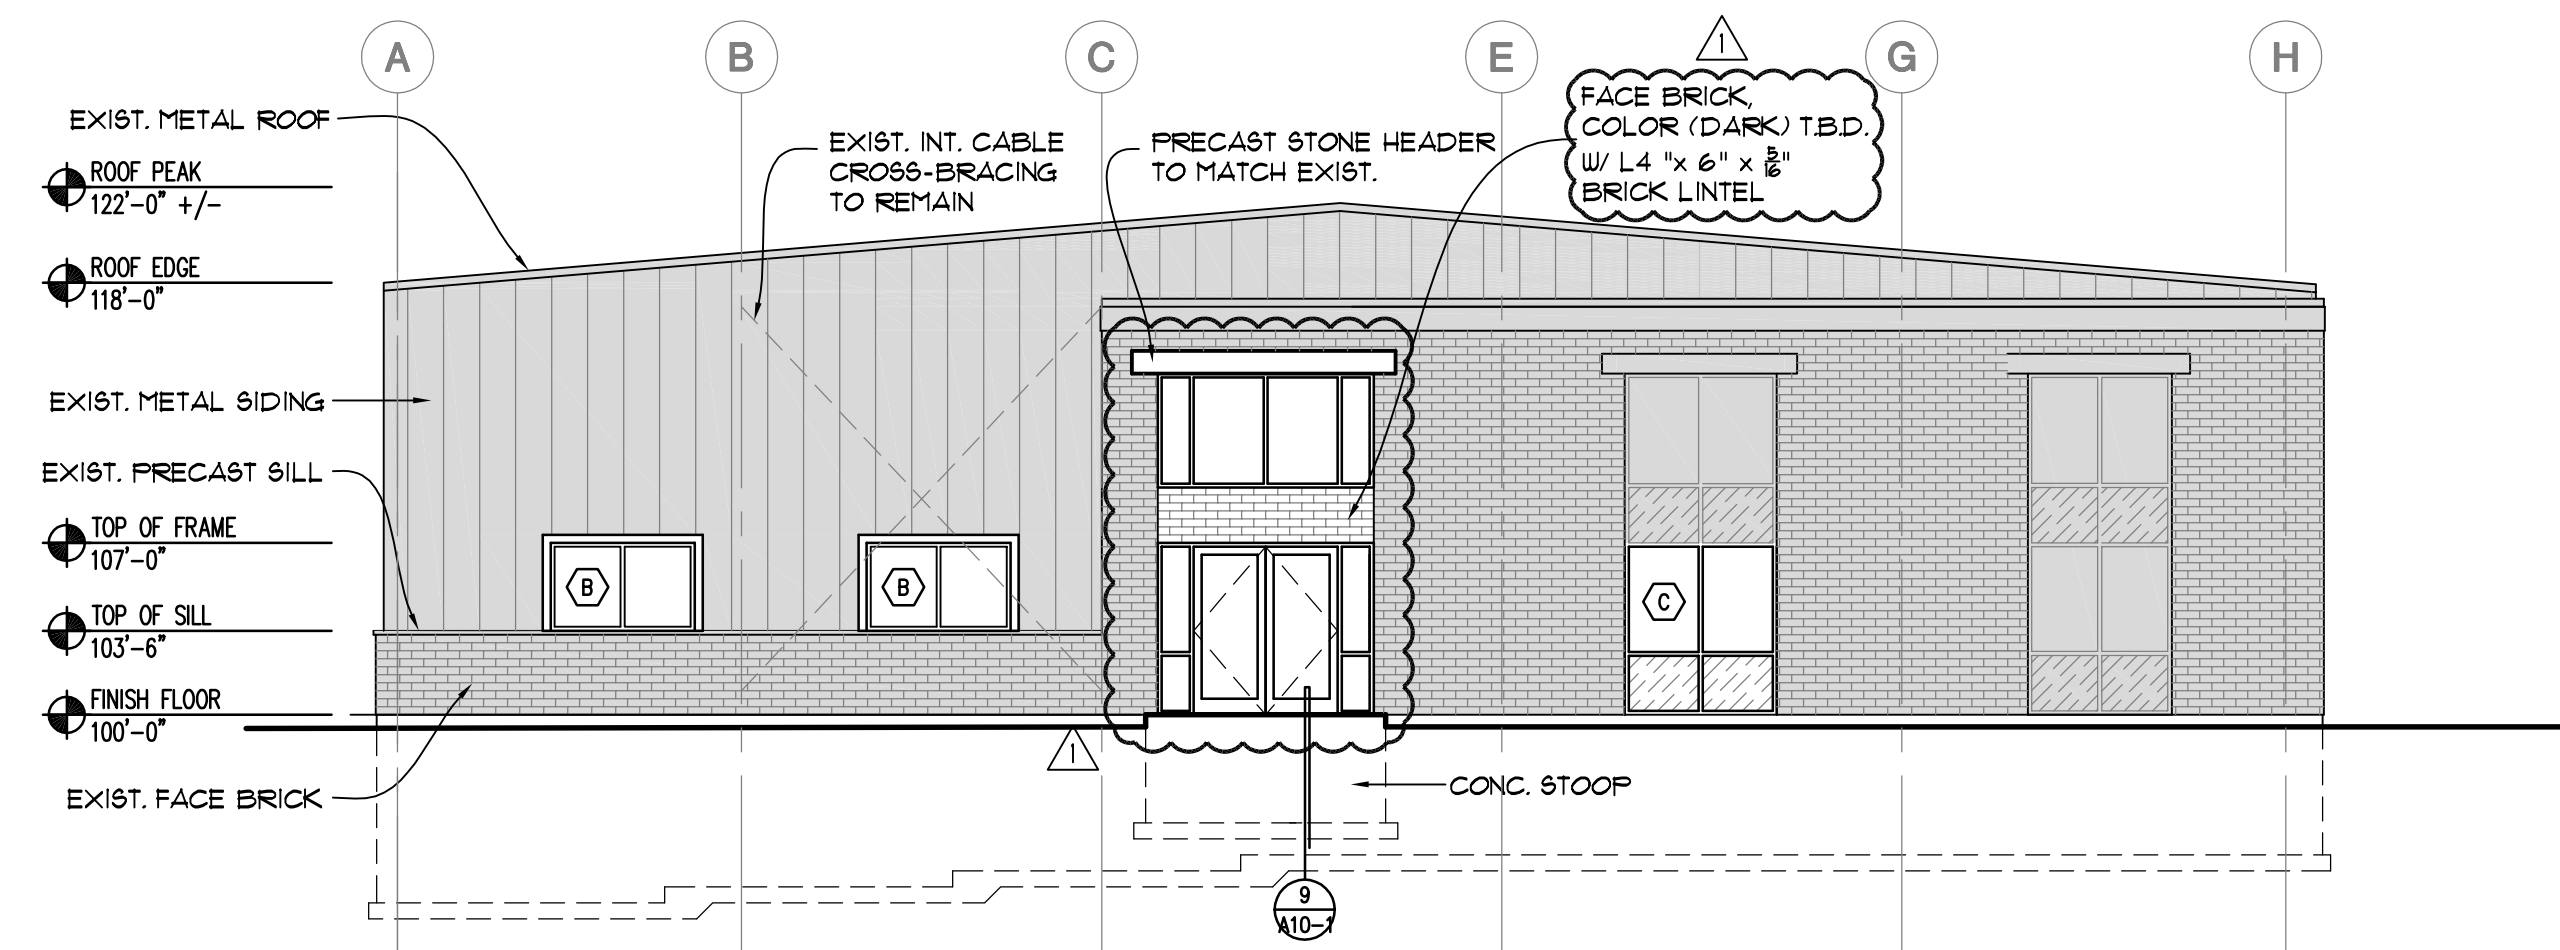 A
B
C
E
G
H
1
FACE BRICK,
COLOR (DARK) T.B.D.
W/ L4 "x 6" x 5/16"
BRICK LINTEL
EXIST. METAL ROOF
EXIST. INT. CABLE
CROSS-BRACING
TO REMAIN
PRECAST STONE HEADER
TO MATCH EXIST.
ROOF PEAK
122'-0" +/-
ROOF EDGE
118'-0"
EXIST. METAL SIDING
EXIST. PRECAST SILL
TOP OF FRAME
107'-0"
B
B
C
TOP OF SILL
103'-6"
FINISH FLOOR
100'-0"
1
EXIST. FACE BRICK
CONC. STOOP
9
A10-1